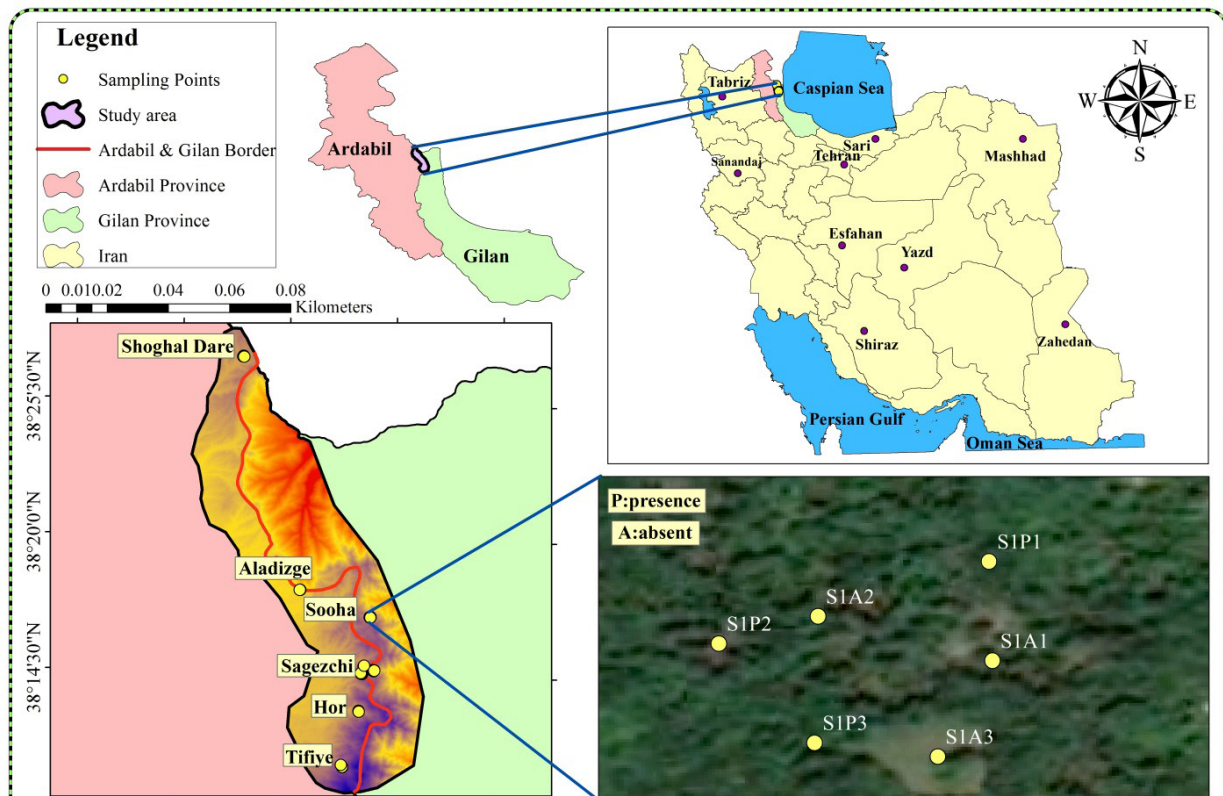 Legend
Sampling Points
Study area
Ardabil & Gilan Border
Ardabil Province
Gilan Province
Iran
0 0.010.02 0.04 0.06 0.08
Kilometers
Ardabil
Gilan
Tabriz
Caspian Sea
N
W E
S
Sari
Tehran
Mashhad
Sanandaj
Esfahan
Yazd
Shiraz
Zahedan
Persian Gulf
Oman Sea
Shoghal Dare
38°25'30"N
38°20'0"N
Aladizge
Sooha
38°14'30"N
Sagezchi
Hor
Tifiye
P:presence
A:absent
S1P1
S1A2
S1P2
S1A1
S1P3
S1A3